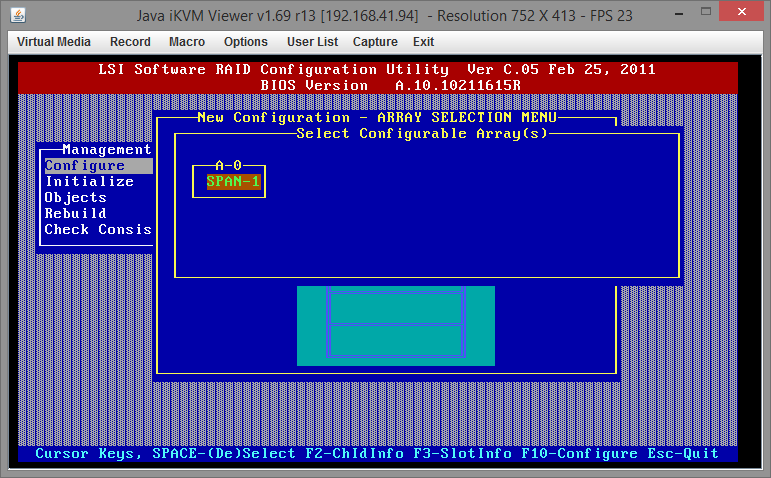 Java iKVM Viewer v1.69 r13 [192.168.41.94] - Resolution 752 X 413 - FPS 23
Virtual Media Record Macro Options User List Capture Exit
LSI Software RAID Configuration Utility Ver C.05 Feb 25, 2011
BIOS Version A.10.10211615R
New Configuration - ARRAY SELECTION MENU
Select Configurable Array(s)
Management
Configure
Initialize
Objects
Rebuild
Check Consis
A-0
SPAN-1
Cursor Keys, SPACE-(De)Select F2-ChIdInfo F3-SlotInfo F10-Configure Esc-Quit